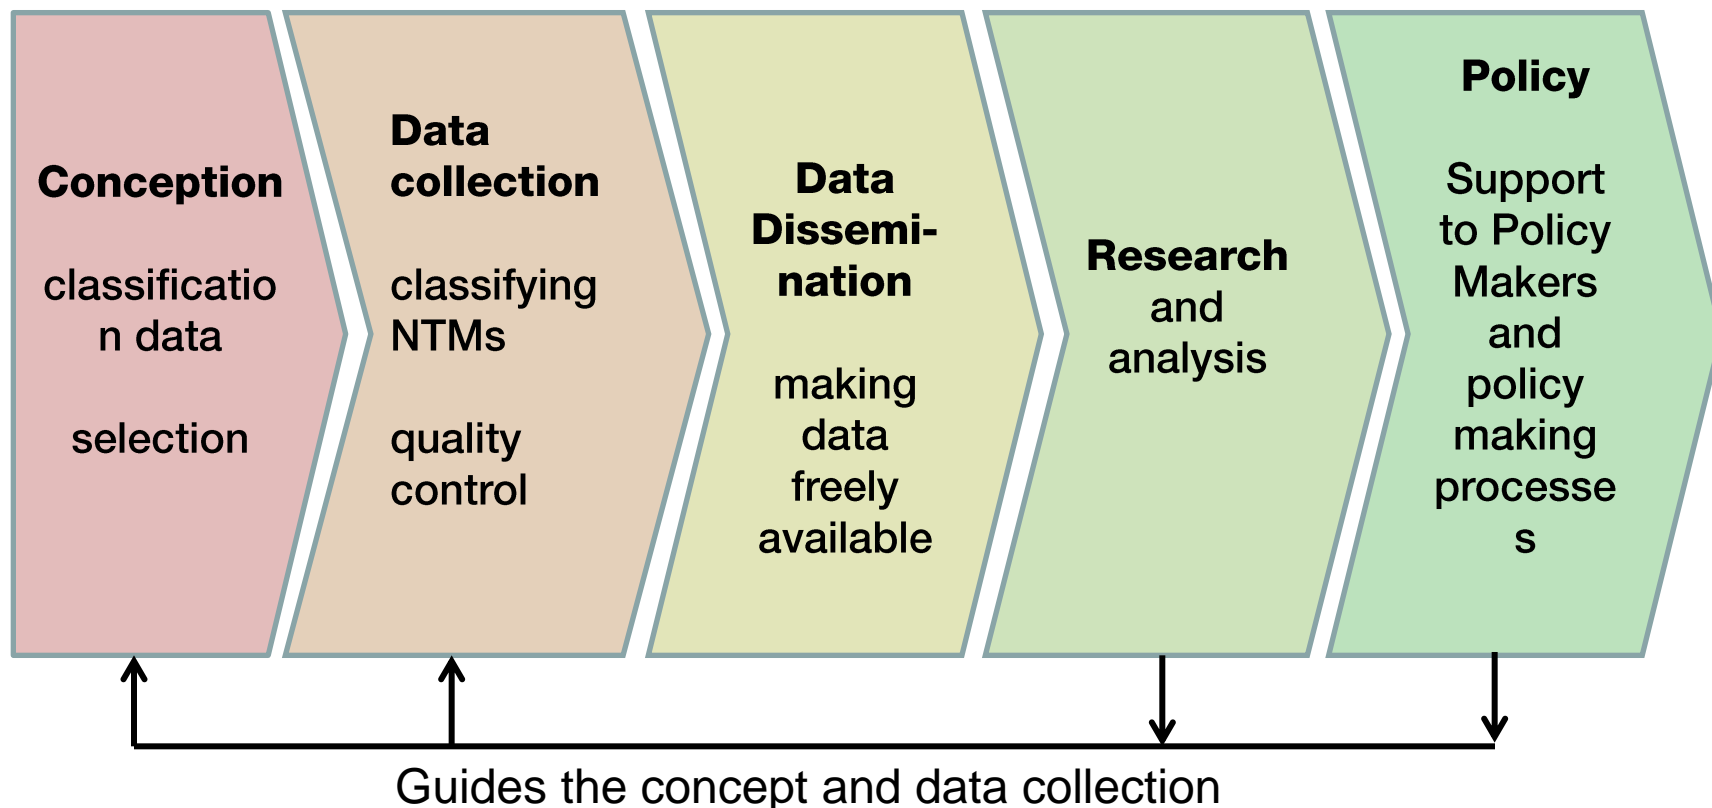 Conception
classificatio
n data
selection
Data
collection
classifying
NTMs
quality
control
Data
Dissemi-
nation
making
data
freely
available
Research
and
analysis
Policy
Support
to Policy
Makers
and
policy
making
processe
s
Guides the concept and data collection